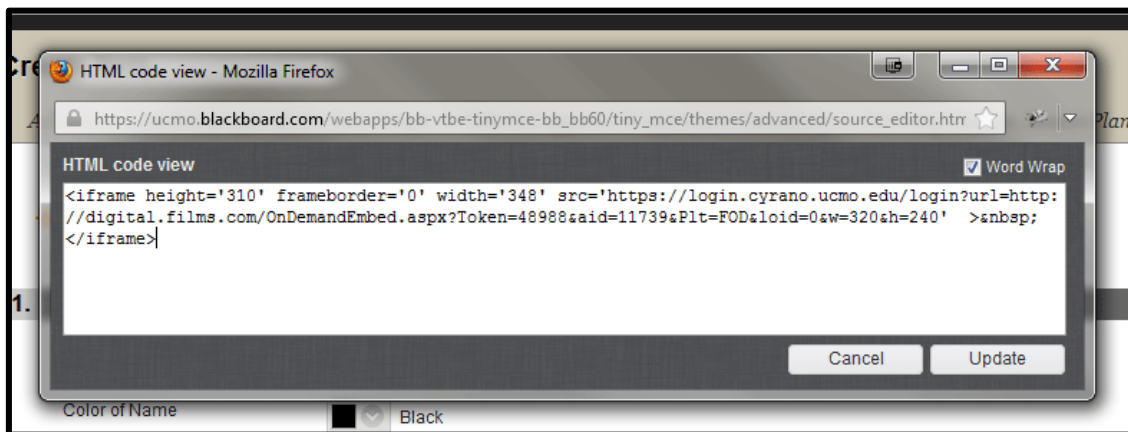 Cre
HTML code view - Mozilla Firefox
https://ucmo.blackboard.com/webapps/bb-vtbe-tinymce-bb_bb60/tiny_mce/themes/advanced/source_editor.htm
Plan
HTML code view
Word Wrap
<iframe height='310' frameborder='0' width='348' src='https://login.cyrano.ucmo.edu/login?url=http:
//digital.films.com/OnDemandEmbed.aspx?Token=48988&aid=11739&Plt=FOD&loid=0&w=320&h=240'  >&nbsp;
</iframe>
1.
Cancel
Update
Color of Name
Black